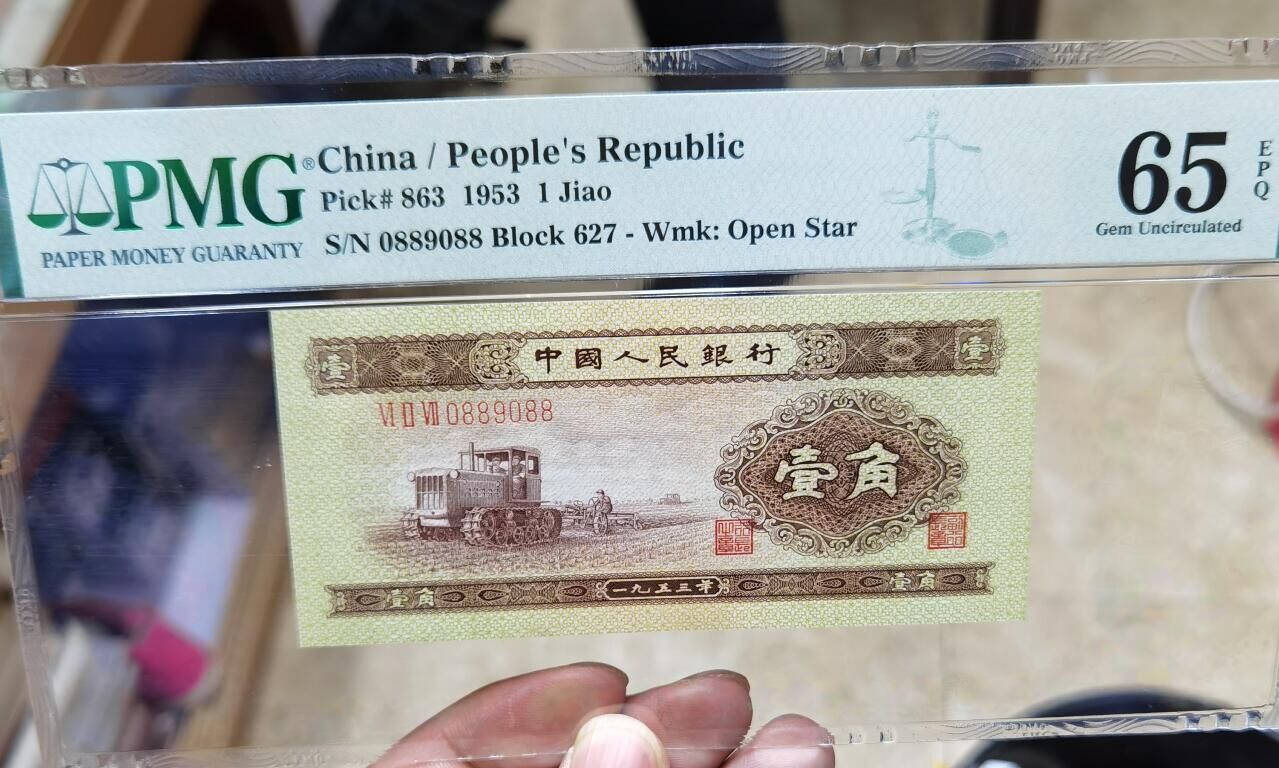 PMG® China / People's Republic
Pick# 863 1953 1 Jiao
S/N 0889088 Block 627 - Wmk: Open Star
PAPER MONEY GUARANTY
65
EPQ
Gem Uncirculated
壹 中國人民銀行 壹
VI II VII 0889088
壹角
壹角 一九五三年 壹角